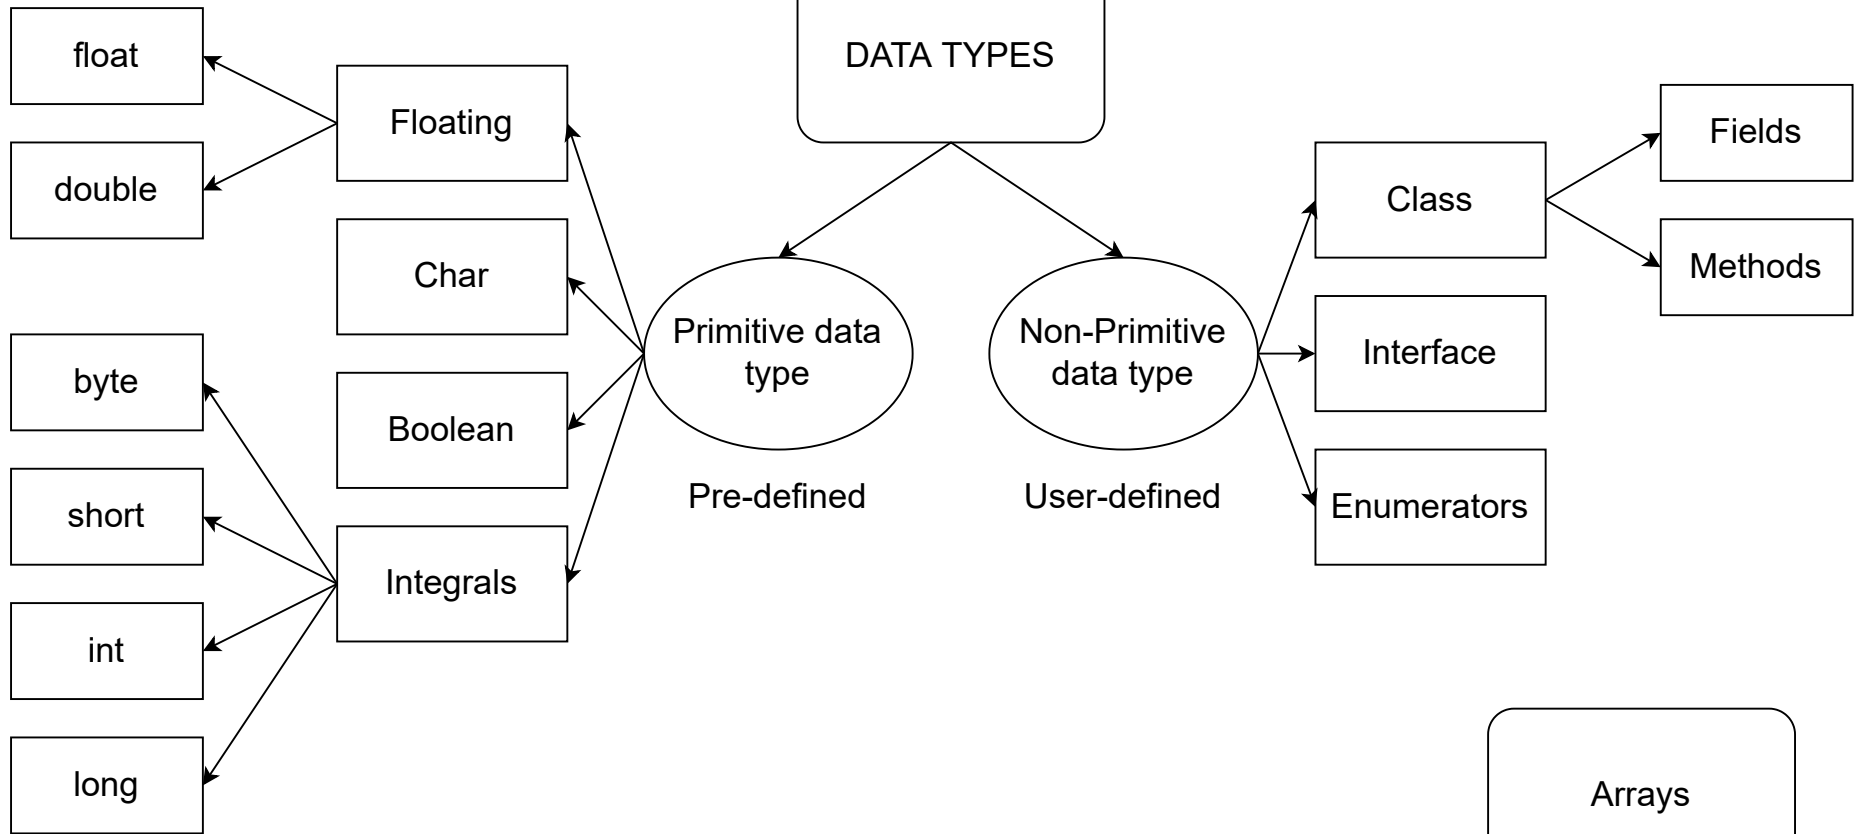 DATA TYPES
float
Floating
double
Char
Boolean
Integrals
byte
short
int
long
Primitive data
type
Pre-defined
Non-Primitive
data type
User-defined
Class
Interface
Enumerators
Fields
Methods
Arrays